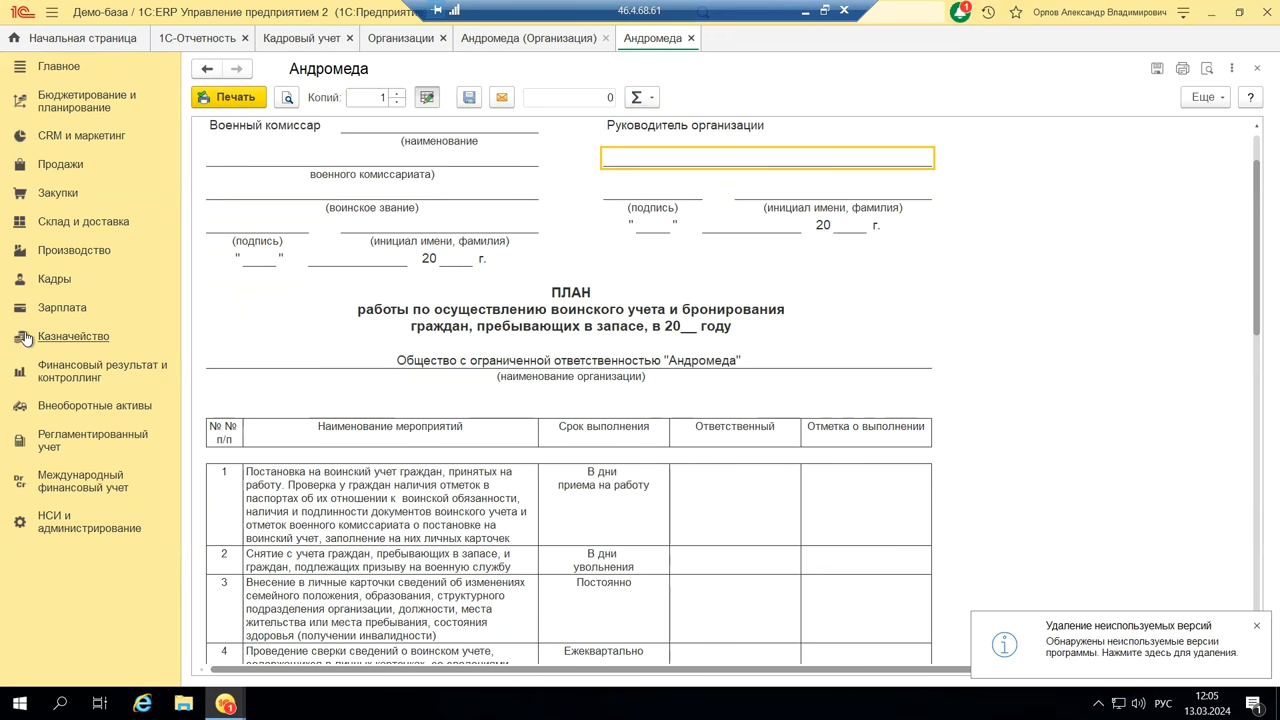 Демо-база / 1С:ERP Управление предприятием 2 (1С:Предприяти
46.4.68.61
Орлов Александр Владимирович
Начальная страница
1С-Отчетность
Кадровый учет
Организации
Андромеда (Организация)
Андромеда
Главное
Бюджетирование и
планирование
CRM и маркетинг
Продажи
Закупки
Склад и доставка
Производство
Кадры
Зарплата
Казначейство
Финансовый результат и
контроллинг
Внеоборотные активы
Регламентированный
учет
Международный
финансовый учет
НСИ и
администрирование
Андромеда
Печать
Копий:
1
0
Σ
Еще
?
Военный комиссар
Руководитель организации
(наименование
военного комиссариата)
(воинское звание)
(подпись) (инициал имени, фамилия)
(подпись) (инициал имени, фамилия)
" _____ " 20 _____ г.
" _____ " 20 _____ г.
ПЛАН
работы по осуществлению воинского учета и бронирования
граждан, пребывающих в запасе, в 20__ году
Общество с ограниченной ответственностью "Андромеда"
(наименование организации)
№ №
п/п
Наименование мероприятий
Срок выполнения
Ответственный
Отметка о выполнении
1
Постановка на воинский учет граждан, принятых на
работу. Проверка у граждан наличия отметок в
паспортах об их отношении к воинской обязанности,
наличия и подлинности документов воинского учета и
отметок военного комиссариата о постановке на
воинский учет, заполнение на них личных карточек
В дни
приема на работу
2
Снятие с учета граждан, пребывающих в запасе, и
граждан, подлежащих призыву на военную службу
В дни
увольнения
3
Внесение в личные карточки сведений об изменениях
семейного положения, образования, структурного
подразделения организации, должности, места
жительства или места пребывания, состояния
здоровья (получении инвалидности)
Постоянно
4
Проведение сверки сведений о воинском учете,
содержащихся в личных карточках, со сведениями
Ежеквартально
Удаление неиспользуемых версий
Обнаружены неиспользуемые версии
программы. Нажмите здесь для удаления.
РУС
12:05
13.03.2024